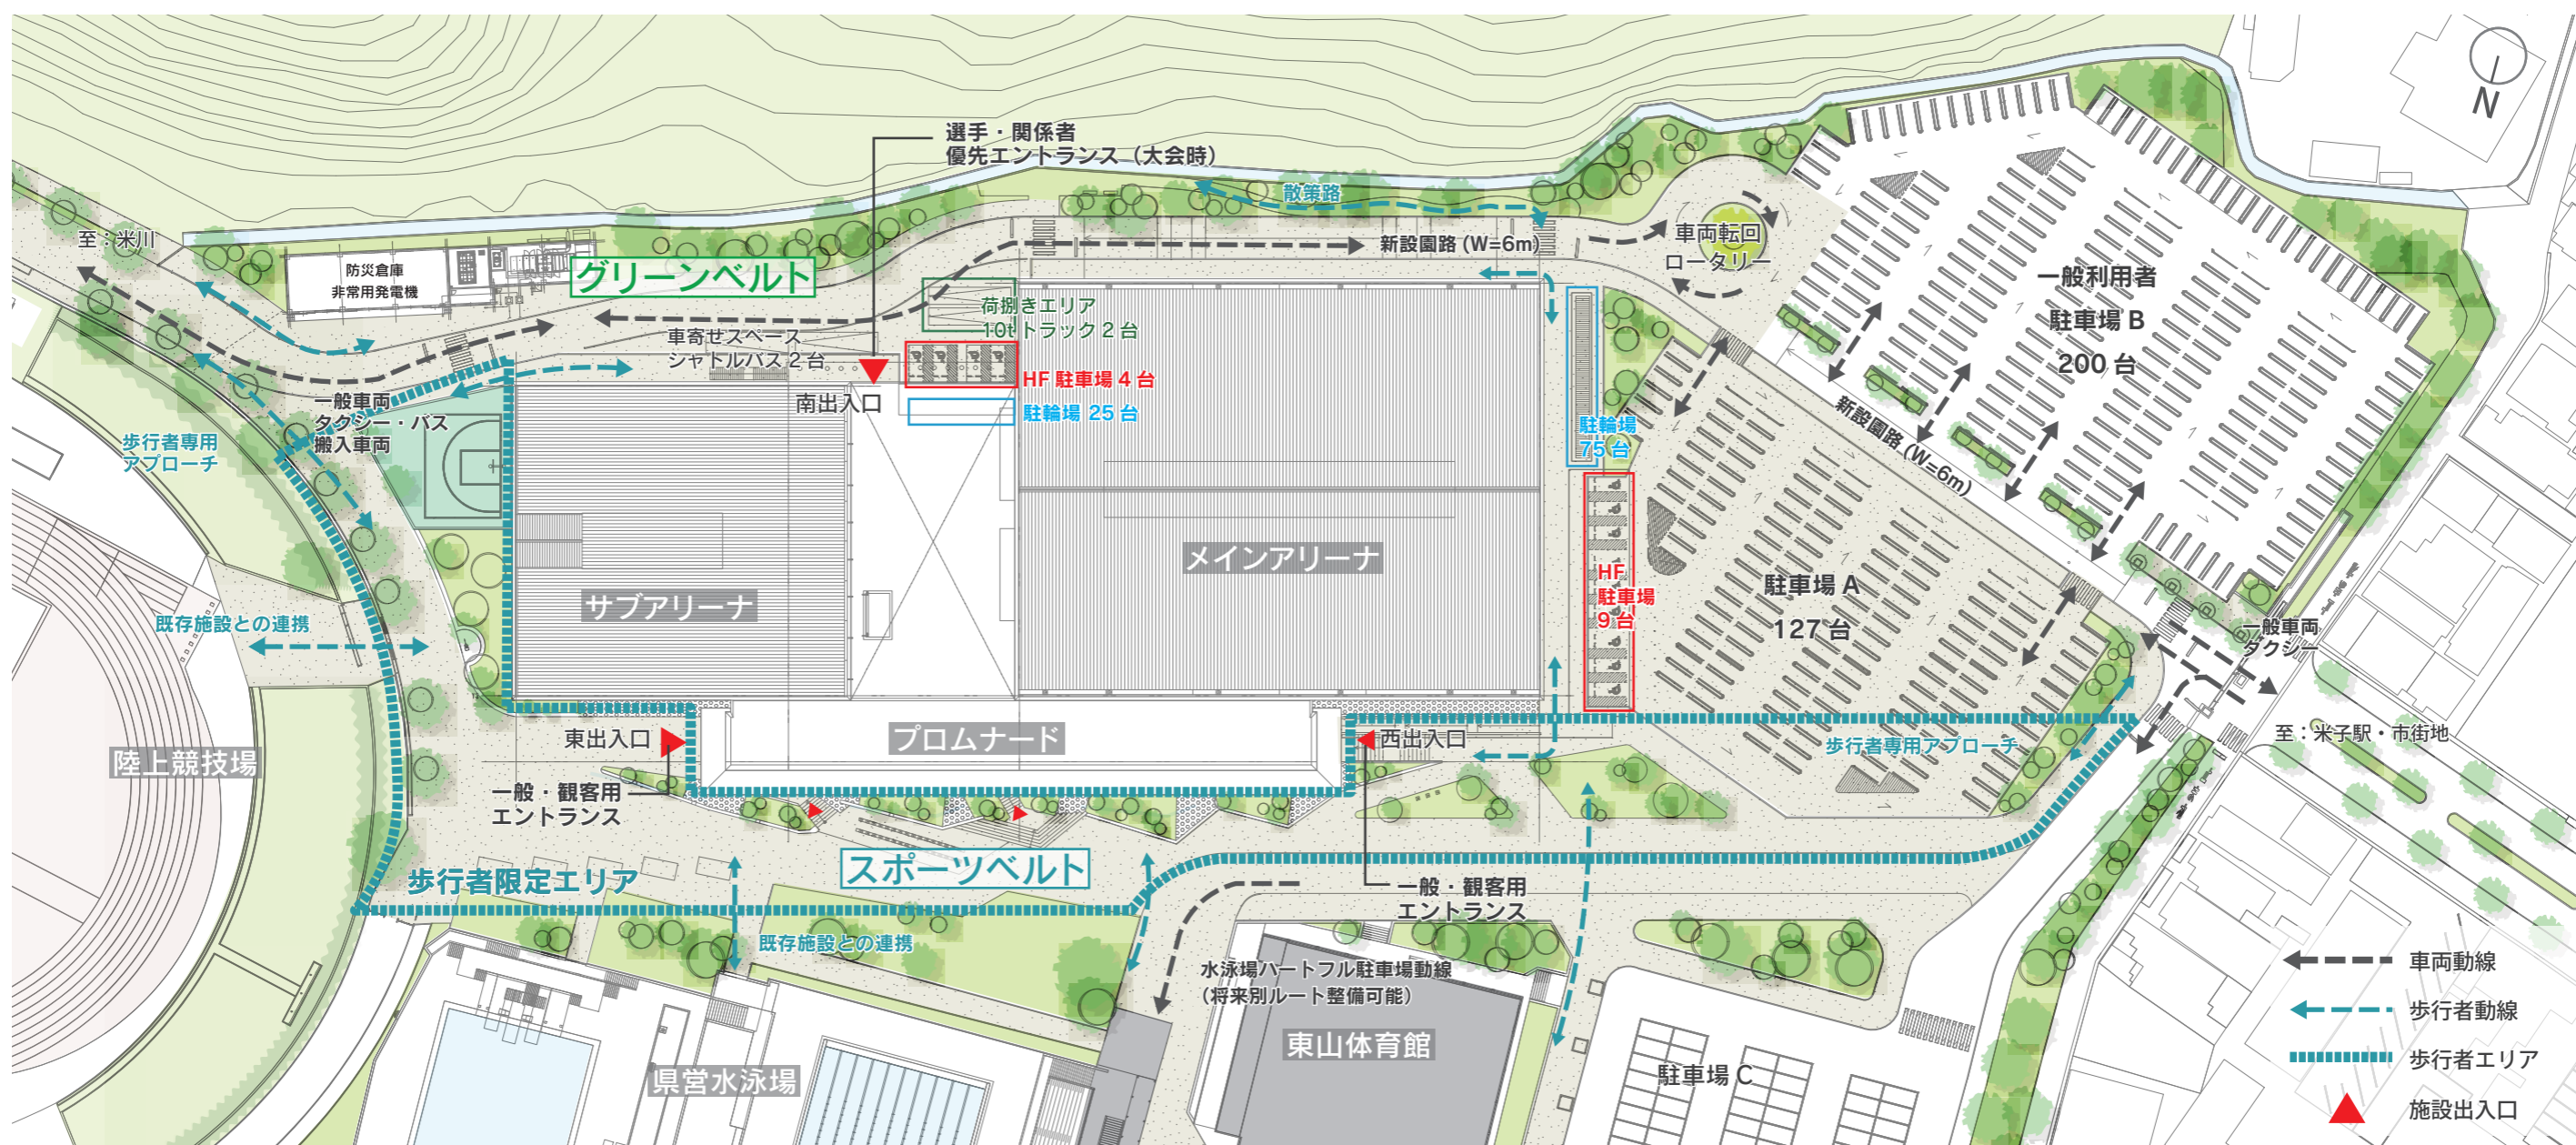 N
選手・関係者
優先エントランス（大会時）
散策路
至：米川
新設園路 (W=6m)
車両転回
ロータリー
防災倉庫
非常用発電機
グリーンベルト
荷捌きエリア
10t トラック 2 台
車寄せスペース
シャトルバス 2 台
HF 駐車場 4 台
南出入口
駐輪場 25 台
一般利用者
駐車場 B
200 台
新設園路 (W=6m)
駐輪場
75 台
一般車両
タクシー・バス
搬入車両
歩行者専用
アプローチ
メインアリーナ
サブアリーナ
HF
駐車場
9 台
駐車場 A
127 台
既存施設との連携
一般車両
タクシー
陸上競技場
東出入口
プロムナード
西出入口
歩行者専用アプローチ
至：米子駅・市街地
一般・観客用
エントランス
スポーツベルト
歩行者限定エリア
一般・観客用
エントランス
既存施設との連携
水泳場ハートフル駐車場動線
（将来別ルート整備可能）
東山体育館
県営水泳場
駐車場 C
車両動線
歩行者動線
歩行者エリア
施設出入口